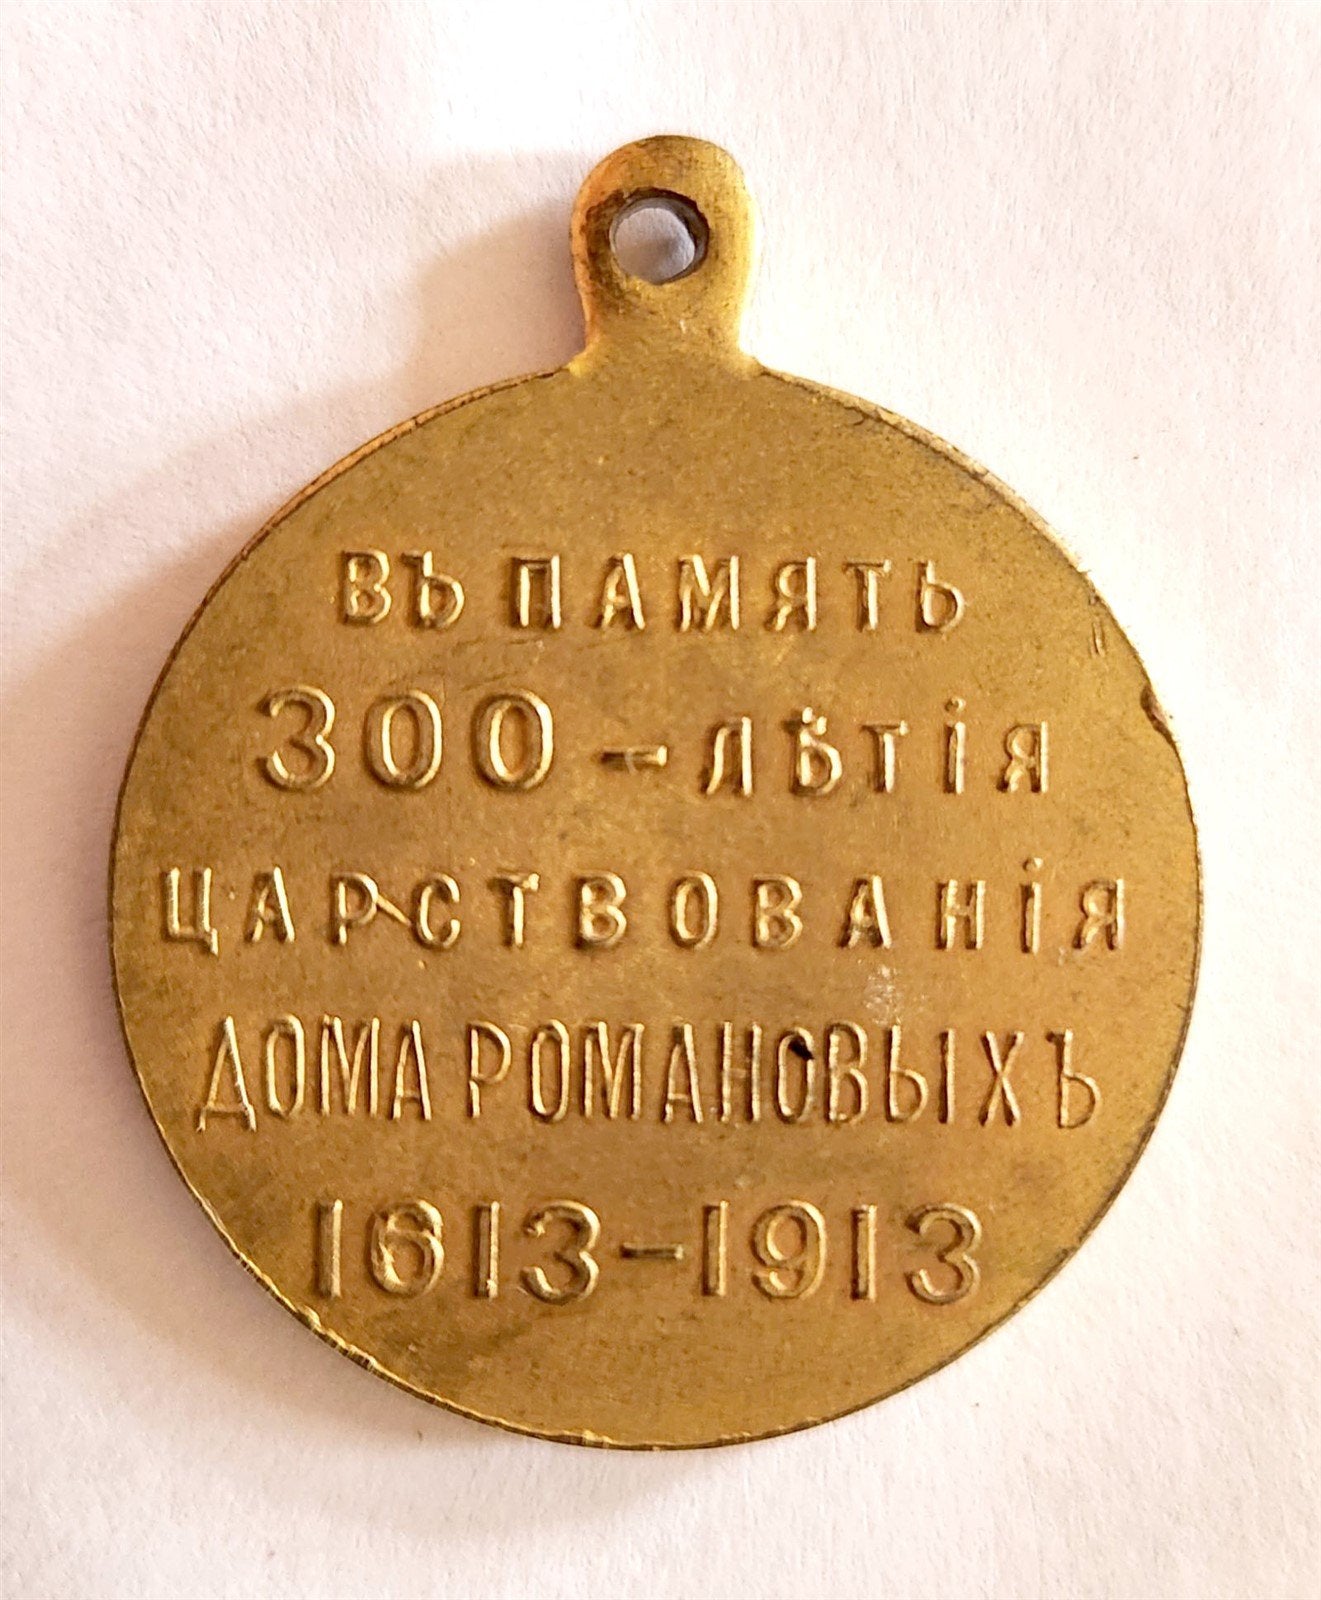 ВЪ ПАМЯТЬ
300-ЛѢТІЯ
ЦАРСТВОВАНІЯ
ДОМА РОМАНОВЫХЪ
1613-1913